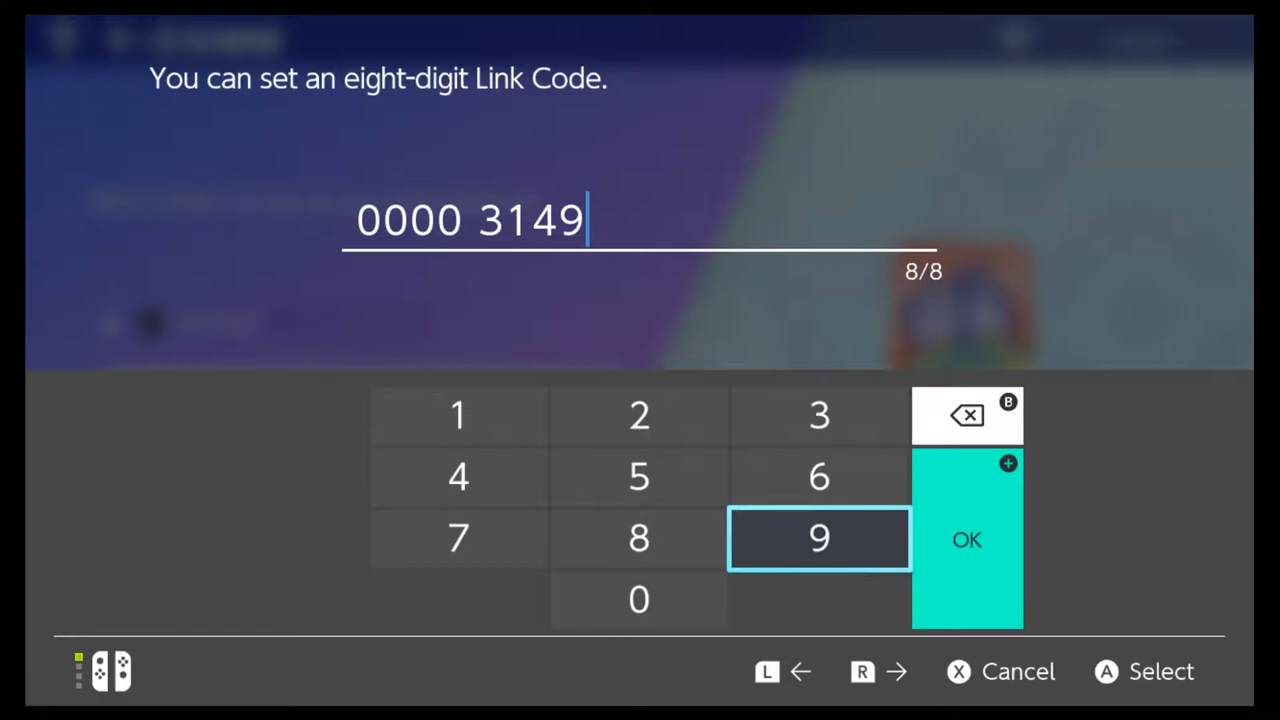 You can set an eight-digit Link Code.
0000 3149
8/8
1 2 3 B
4 5 6 +
7 8 9 OK
0
L ← R → X Cancel A Select